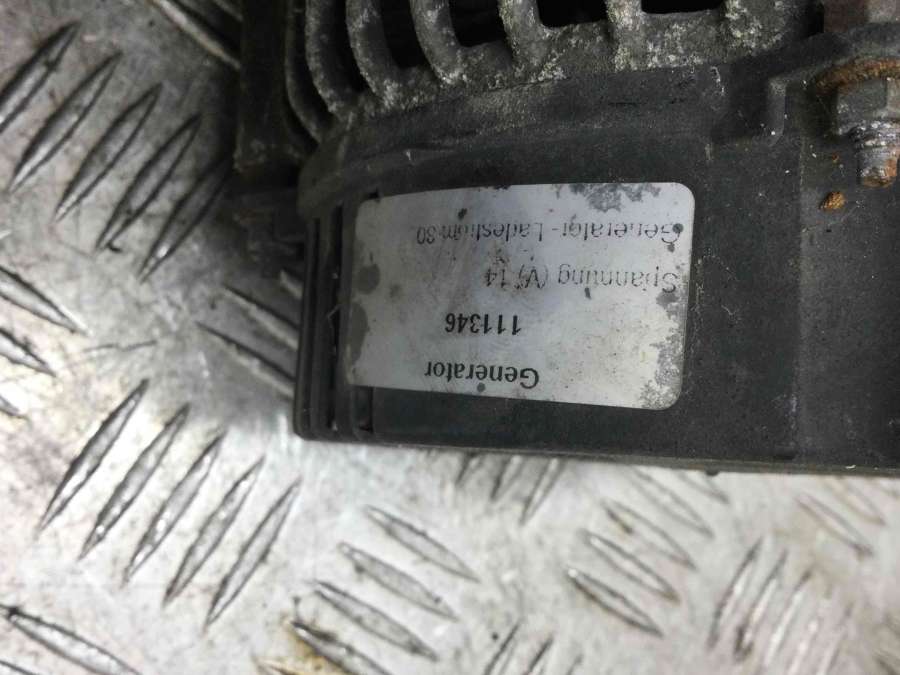 Generator
111346
Spannung (V) 14
Generator - Ladestrom 80